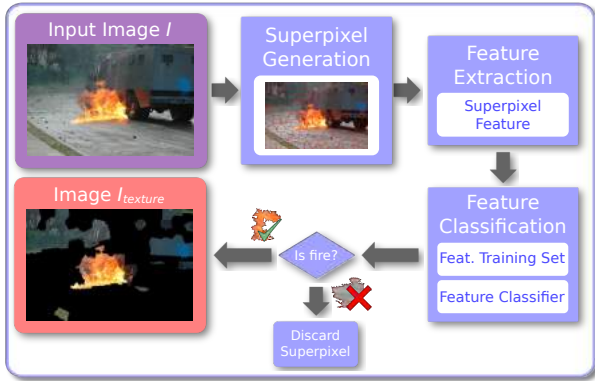 Input Image I
Superpixel
Generation
Feature
Extraction
Superpixel
Feature
Feature
Classification
Feat. Training Set
Feature Classifier
Is fire?
Discard
Superpixel
Image I_texture